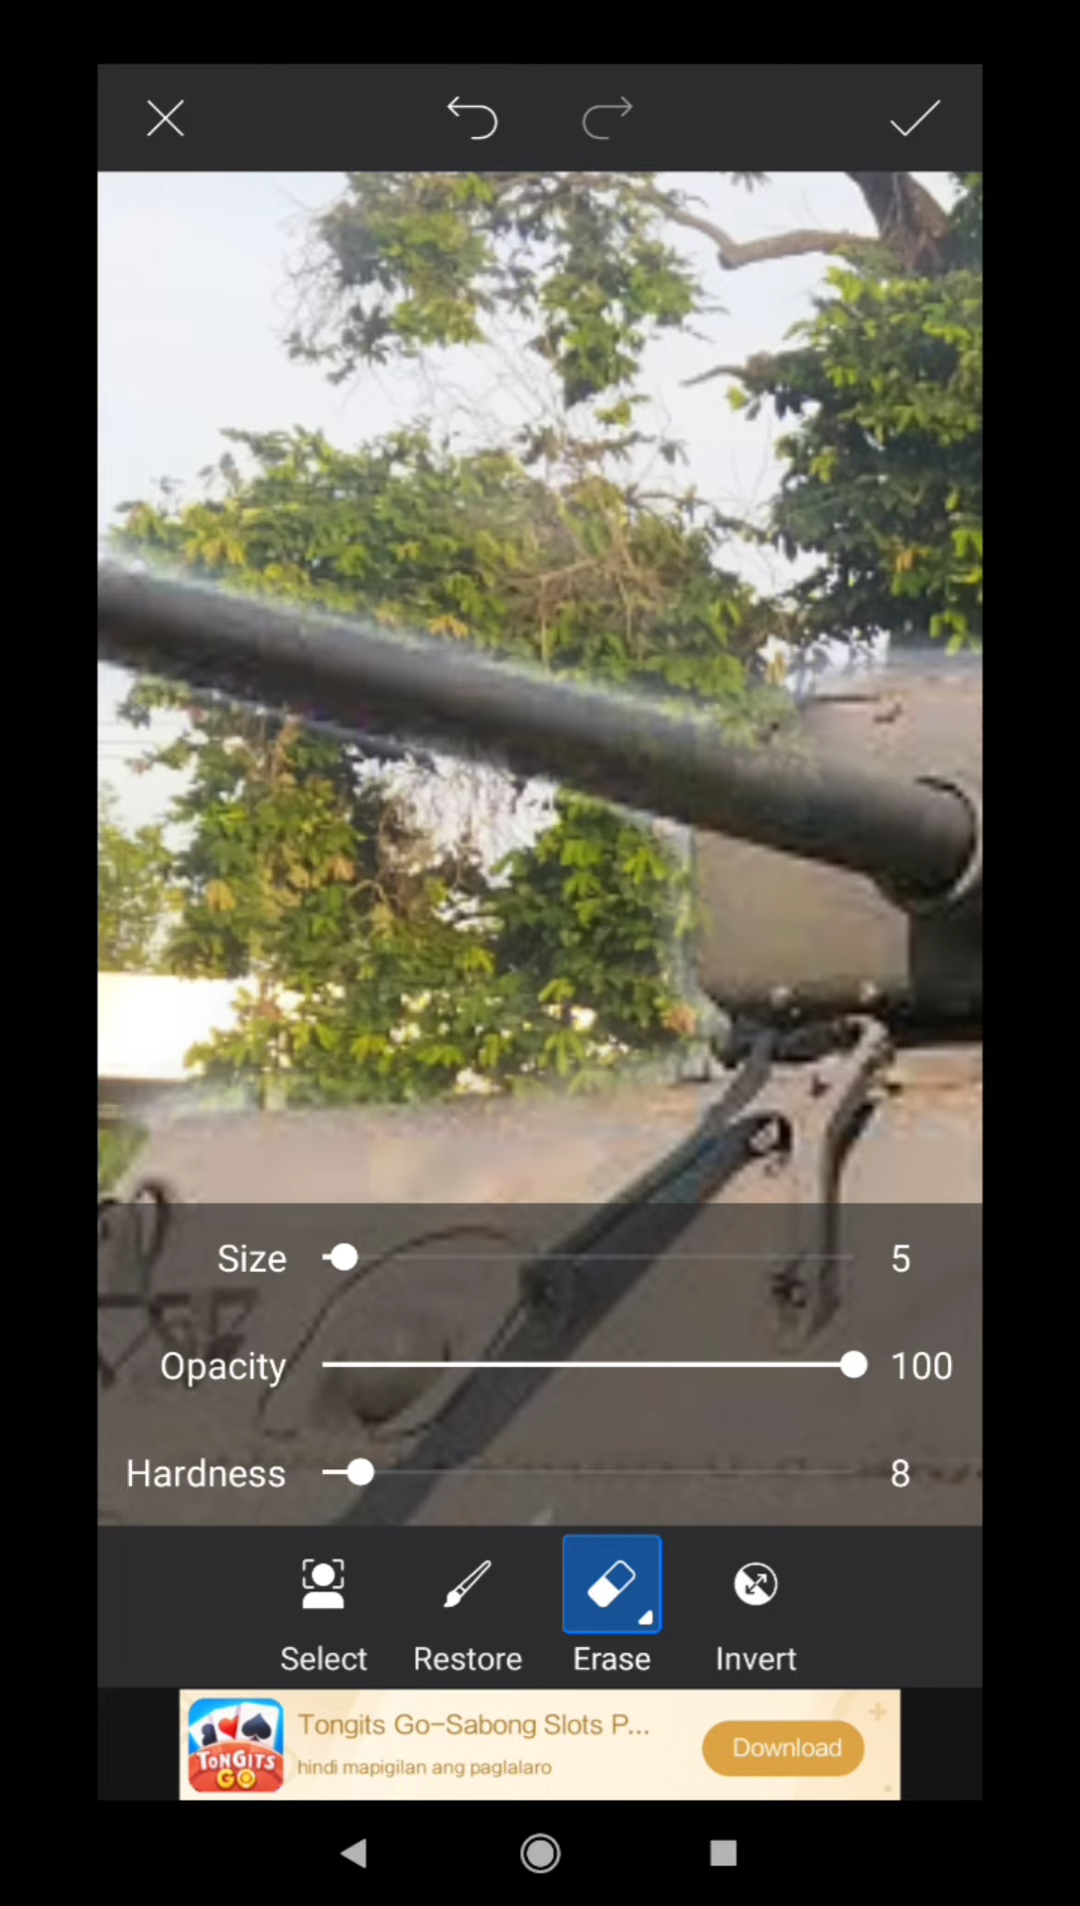 Size 5
Opacity 100
Hardness 8
Select Restore Erase Invert
Tongits Go-Sabong Slots P...
hindi mapigilan ang paglalaro
Download
TONGITS
GO